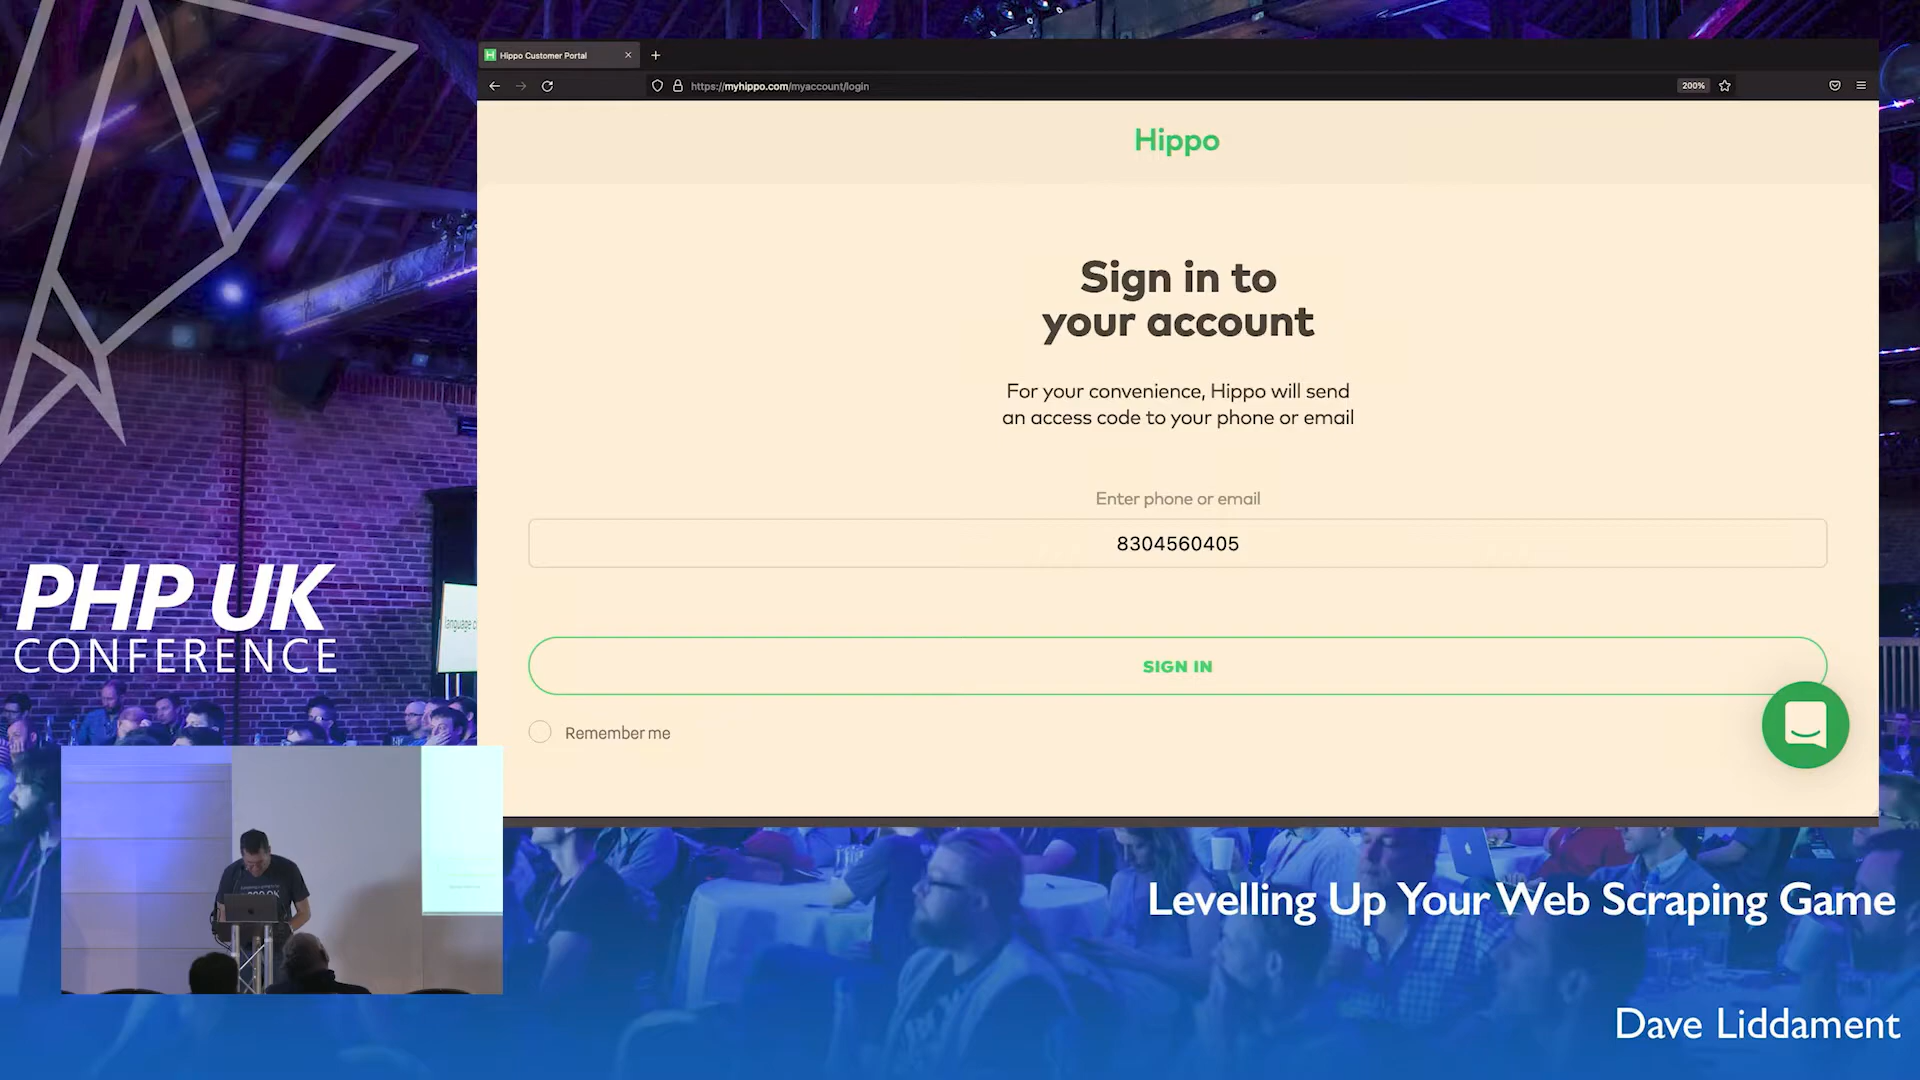 Hippo Customer Portal
https://myhippo.com/myaccount/login
200%
Hippo
Sign in to
your account
For your convenience, Hippo will send
an access code to your phone or email
Enter phone or email
8304560405
SIGN IN
Remember me
PHP UK
CONFERENCE
language
Levelling Up Your Web Scraping Game
Dave Liddament